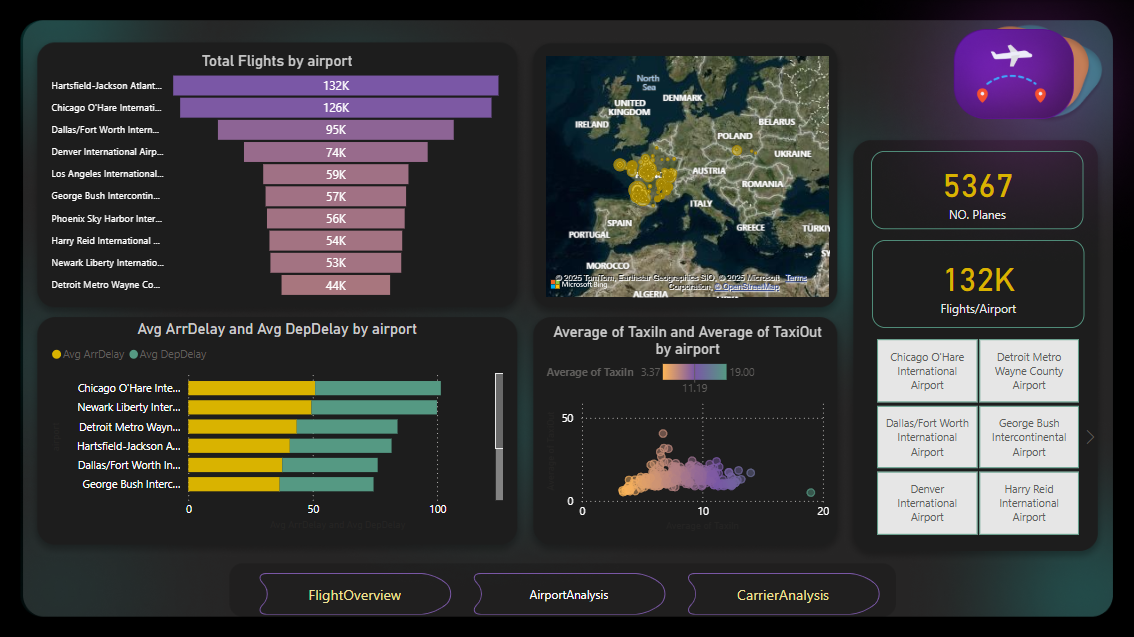 Total Flights by airport
Hartsfield-Jackson Atlant...
132K
Chicago O'Hare Internati...
126K
Dallas/Fort Worth Intern...
95K
Denver International Airp...
74K
Los Angeles International...
59K
George Bush Intercontin...
57K
Phoenix Sky Harbor Inter...
56K
Harry Reid International ...
54K
Newark Liberty Internatio...
53K
Detroit Metro Wayne Co...
44K
North
Sea
DENMARK
UNITED
KINGDOM
IRELAND
BELARUS
POLAND
UKRAINE
AUSTRIA
ROMANIA
ITALY
SPAIN
GREECE
PORTUGAL
TÜRKIY
SY
MOROCCO
ALGERIA
© 2025 TomTom, Earthstar Geographics SIO, © 2025 Microsoft Terms
Corporation, © OpenStreetMap
Microsoft Bing
5367
NO. Planes
132K
Flights/Airport
Avg ArrDelay and Avg DepDelay by airport
Avg ArrDelay Avg DepDelay
Chicago O'Hare Inte...
Newark Liberty Inter...
Detroit Metro Wayn...
Hartsfield-Jackson A...
Dallas/Fort Worth In...
George Bush Interc...
0 50 100
Avg ArrDelay and Avg DepDelay
Average of TaxiIn and Average of TaxiOut
by airport
Average of TaxiIn 3.37 19.00
11.19
50
0
0 10 20
Average of TaxiIn
Chicago O'Hare
International
Airport
Detroit Metro
Wayne County
Airport
Dallas/Fort Worth
International
Airport
George Bush
Intercontinental
Airport
Denver
International
Airport
Harry Reid
International
Airport
FlightOverview
AirportAnalysis
CarrierAnalysis